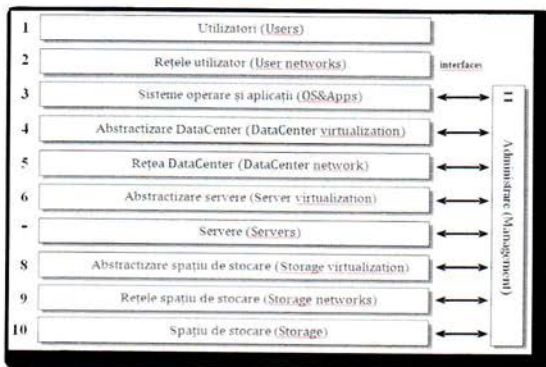 1 Utilizatori (Users)
2 Rețele utilizator (User networks)
interfaces
3 Sisteme operare și aplicații (OS&Apps)
4 Abstractizare DataCenter (DataCenter virtualization)
5 Rețea DataCenter (DataCenter network)
6 Abstractizare servere (Server virtualization)
- Servere (Servers)
8 Abstractizare spațiu de stocare (Storage virtualization)
9 Rețele spațiu de stocare (Storage networks)
10 Spațiu de stocare (Storage)
11 Administrare (Management)